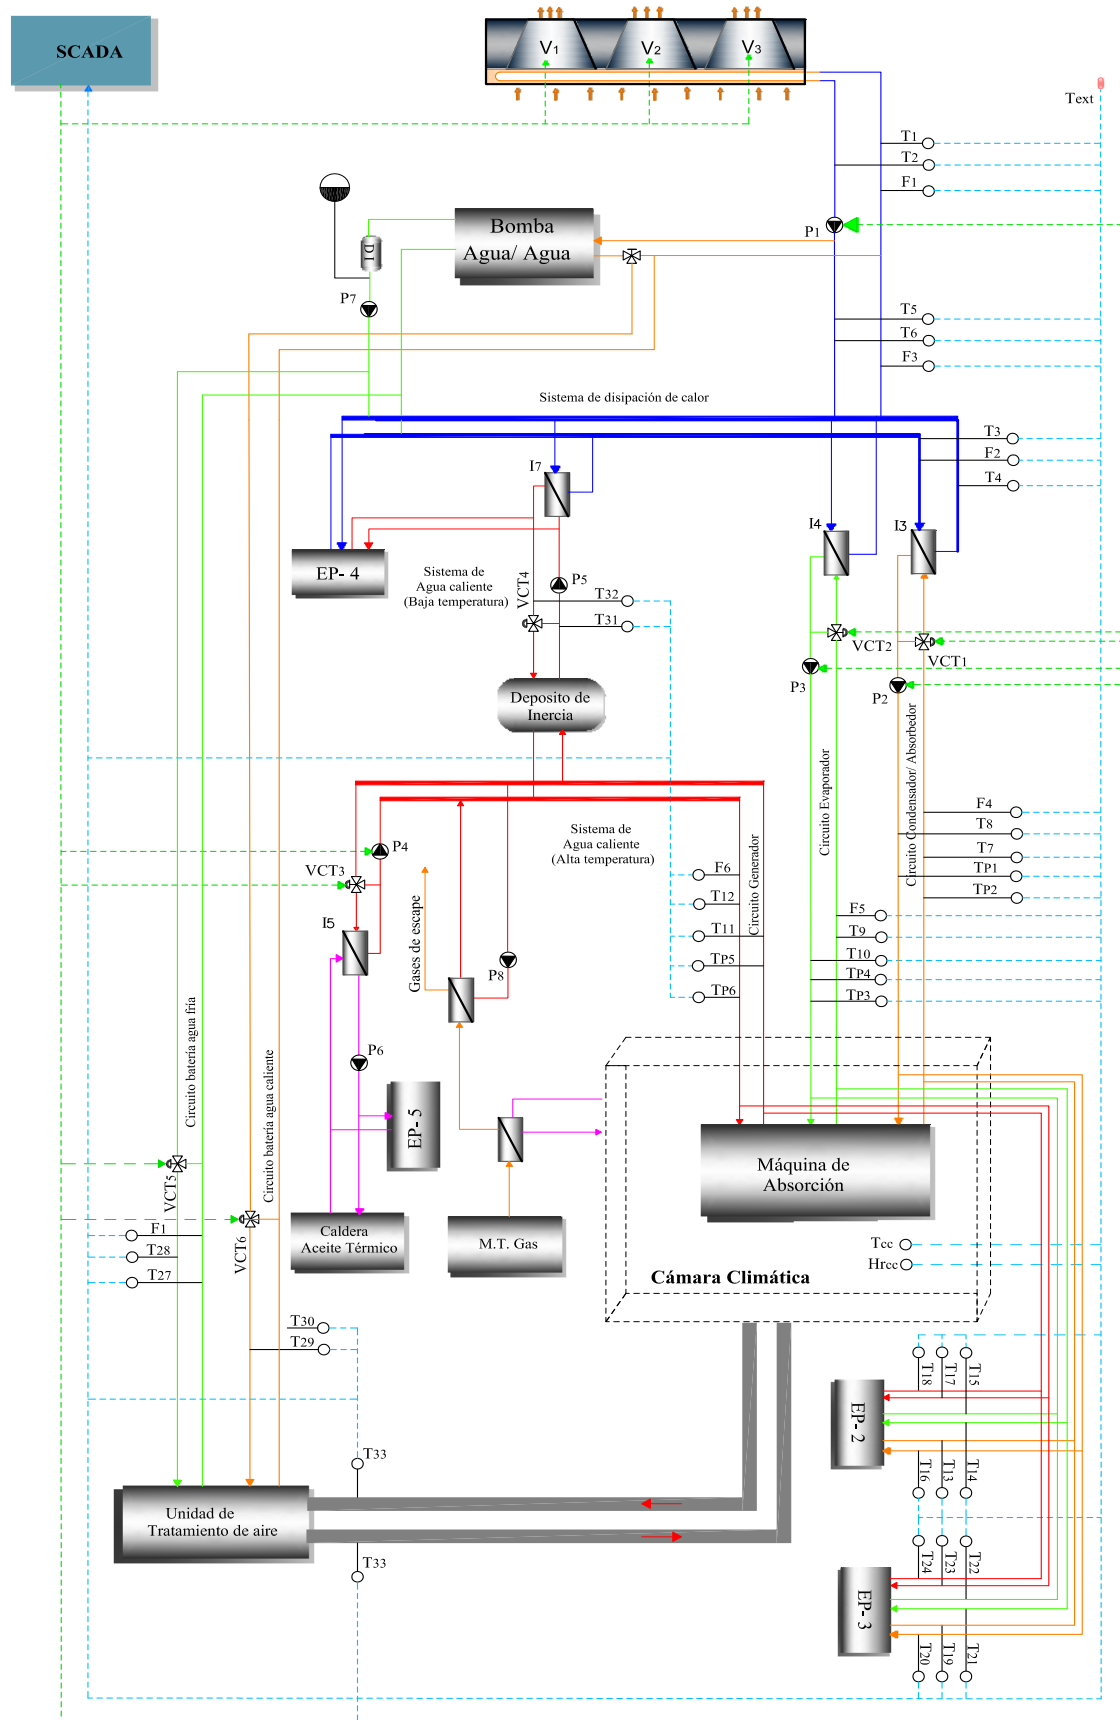 SCADA
V1
V2
V3
Text
T1
T2
F1
P1
Bomba
Agua/ Agua
D1
P7
T5
T6
F3
Sistema de disipación de calor
T3
F2
T4
I7
I4
I3
EP- 4
Sistema de
Agua caliente
(Baja temperatura)
VCT4
P5
T32
T31
VCT2
VCT1
P3
P2
Deposito de
Inercia
Circuito Evaporador
Circuito Condensador/ Absorbedor
F4
T8
T7
TP1
TP2
Sistema de
Agua caliente
(Alta temperatura)
P4
VCT3
I5
Gases de escape
P8
Circuito Generador
F6
T12
T11
TP5
TP6
F5
T9
T10
TP4
TP3
P6
EP- 5
Circuito batería agua fría
Circuito batería agua caliente
VCT5
VCT6
F1
T28
T27
Caldera
Aceite Térmico
M.T. Gas
Máquina de
Absorción
Tcc
Hrcc
Cámara Climática
T30
T29
T18
T17
T15
EP- 2
T16
T13
T14
T33
Unidad de
Tratamiento de aire
T33
T24
T23
T22
EP- 3
T20
T19
T21